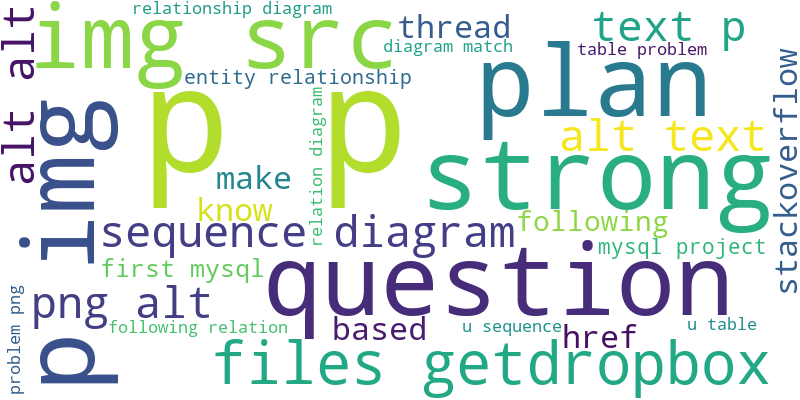 relationship diagram
img src
thread
text p
diagram match
table problem
alt alt
entity relationship
plan
p p
p img
stackoverflow
relation diagram
alt text
strong
make
know
sequence diagram
following
mysql project
first mysql
question
png alt
problem png
following relation
based
u sequence
href
u table
files getdropbox